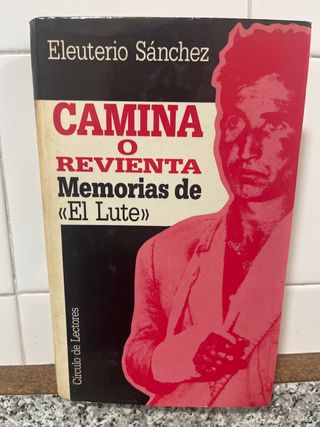 Eleuterio Sánchez
CAMINA
O
REVIENTA
Memorias de
«El Lute»
Círculo de Lectores